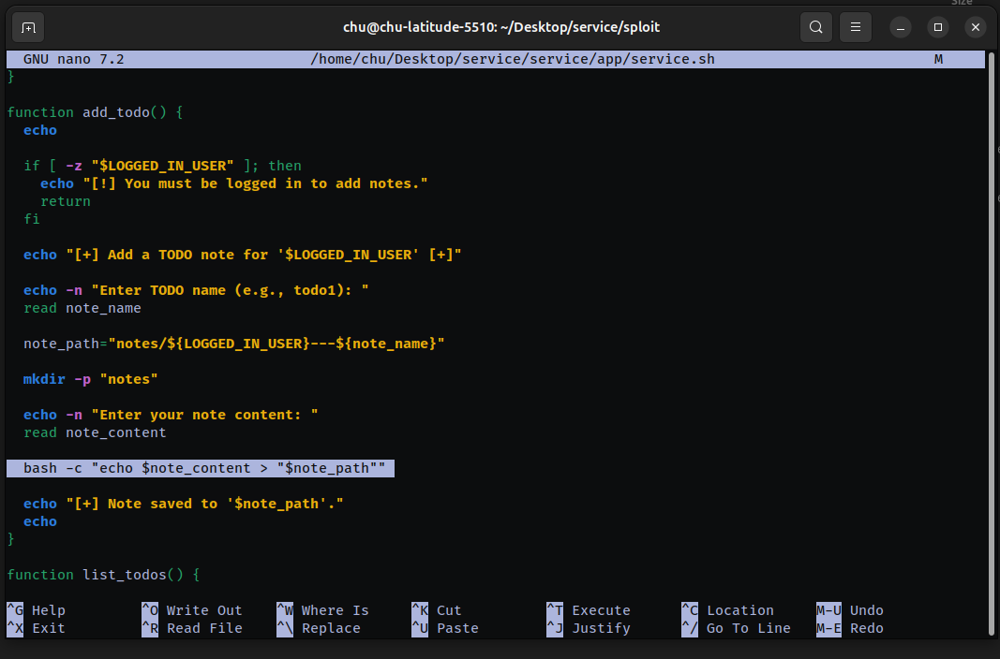 Size
chu@chu-latitude-5510: ~/Desktop/service/sploit
GNU nano 7.2 /home/chu/Desktop/service/service/app/service.sh M
}
function add_todo() {
echo
if [ -z "$LOGGED_IN_USER" ]; then
echo "[!] You must be logged in to add notes."
return
fi
echo "[+] Add a TODO note for '$LOGGED_IN_USER' [+]"
echo -n "Enter TODO name (e.g., todo1): "
read note_name
note_path="notes/${LOGGED_IN_USER}---${note_name}"
mkdir -p "notes"
echo -n "Enter your note content: "
read note_content
bash -c "echo $note_content > "$note_path""
echo "[+] Note saved to '$note_path'."
echo
}
function list_todos() {
^G Help ^O Write Out ^W Where Is ^K Cut ^T Execute ^C Location M-U Undo
^X Exit ^R Read File ^\ Replace ^U Paste ^J Justify ^/ Go To Line M-E Redo